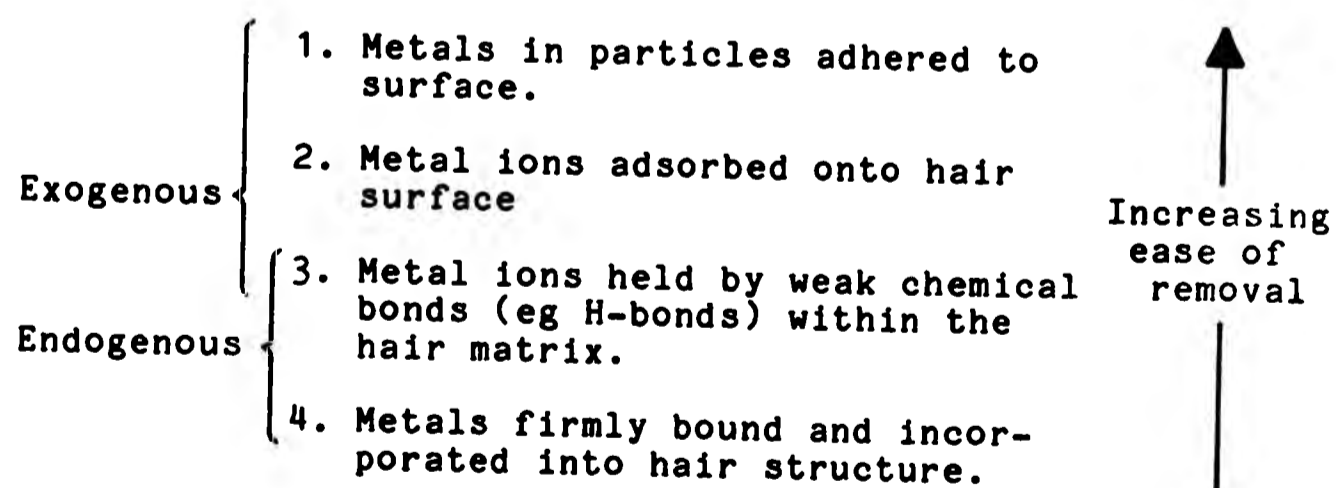 1. Metals in particles adhered to
surface.
2. Metal ions adsorbed onto hair
surface
Exogenous
3. Metal ions held by weak chemical
bonds (eg H-bonds) within the
hair matrix.
Endogenous
4. Metals firmly bound and incor-
porated into hair structure.
Increasing
ease of
removal